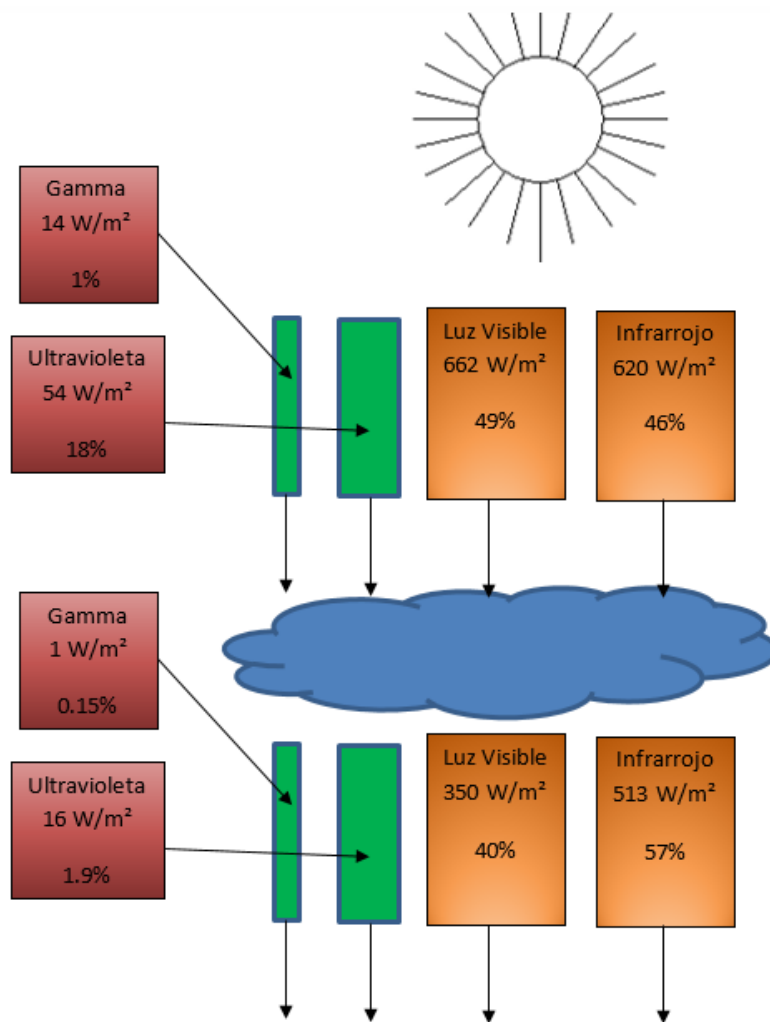 Gamma
14 W/m²
1%
Ultravioleta
54 W/m²
18%
Luz Visible
662 W/m²
49%
Infrarrojo
620 W/m²
46%
Gamma
1 W/m²
0.15%
Ultravioleta
16 W/m²
1.9%
Luz Visible
350 W/m²
40%
Infrarrojo
513 W/m²
57%